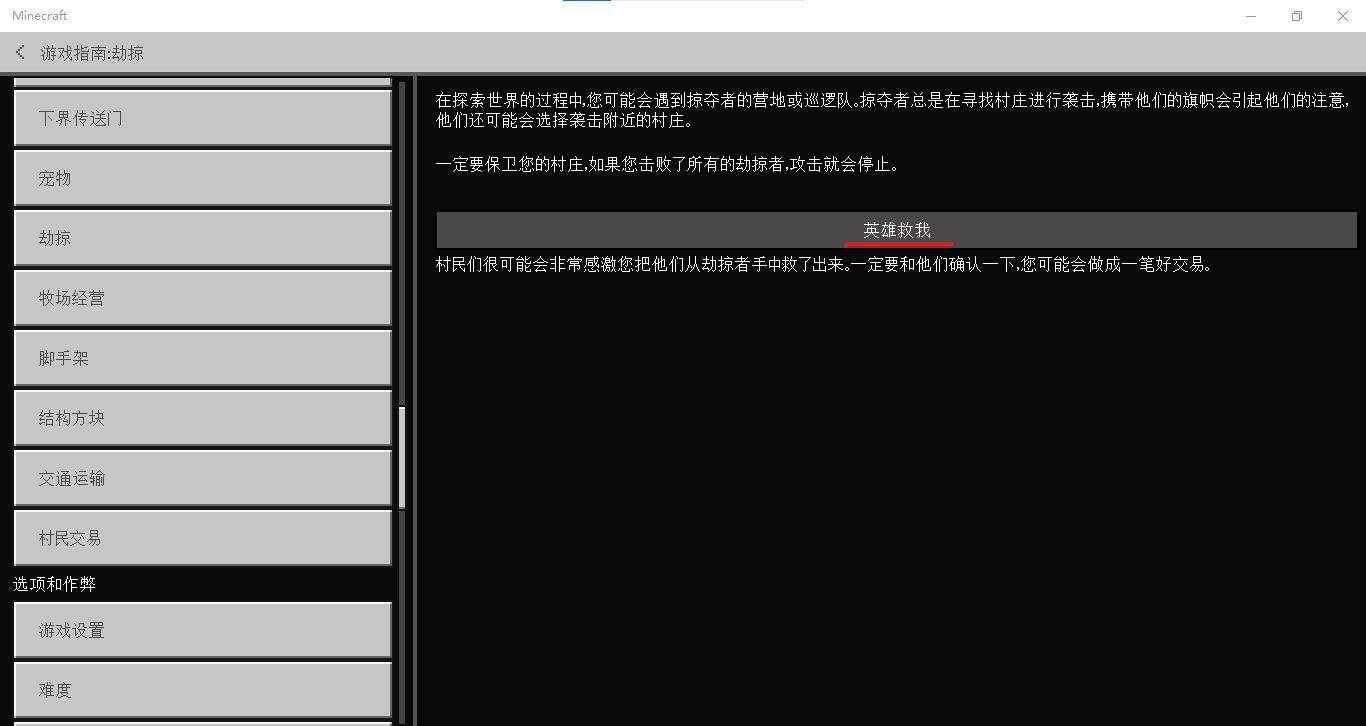 Minecraft
游戏指南:劫掠
下界传送门
宠物
劫掠
牧场经营
脚手架
结构方块
交通运输
村民交易
选项和作弊
游戏设置
难度
在探索世界的过程中,您可能会遇到掠夺者的营地或巡逻队。掠夺者总是在寻找村庄进行袭击,携带他们的旗帜会引起他们的注意,
他们还可能会选择袭击附近的村庄。
一定要保卫您的村庄,如果您击败了所有的劫掠者,攻击就会停止。
英雄救我
村民们很可能会非常感激您把他们从劫掠者手中救了出来。一定要和他们确认一下,您可能会做成一笔好交易。